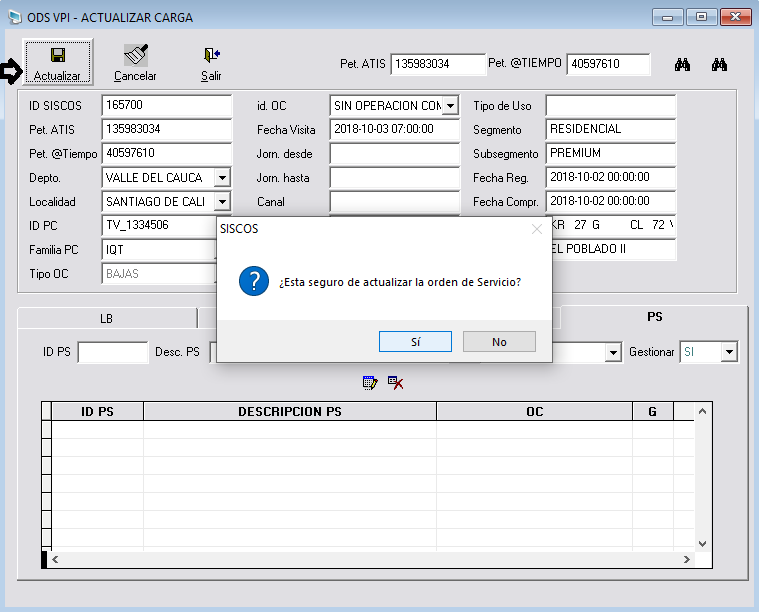 ODS VPI - ACTUALIZAR CARGA
Actualizar
Cancelar
Salir
Pet. ATIS 135983034 Pet. @TIEMPO 40597610
ID SISCOS 165700 id. OC SIN OPERACION COM Tipo de Uso
Pet. ATIS 135983034 Fecha Visita 2018-10-03 07:00:00 Segmento RESIDENCIAL
Pet. @Tiempo 40597610 Jorn. desde Subsegmento PREMIUM
Depto. VALLE DEL CAUCA Jorn. hasta Fecha Reg. 2018-10-02 00:00:00
Localidad SANTIAGO DE CALI Canal Fecha Compr. 2018-10-02 00:00:00
ID PC TV_1334506 KR 27 G CL 72
Familia PC IQT EL POBLADO II
Tipo OC BAJAS
SISCOS
¿Esta seguro de actualizar la orden de Servicio?
Sí No
LB PS
ID PS Desc. PS Gestionar SI
ID PS DESCRIPCION PS OC G